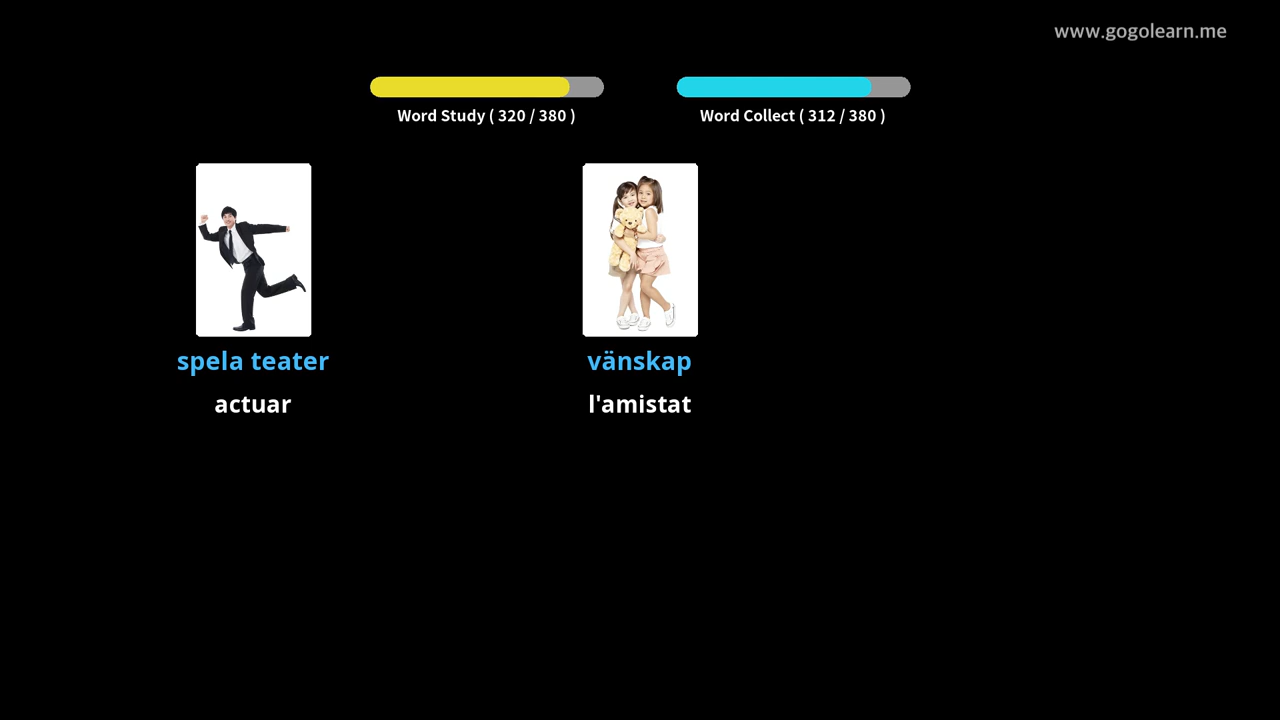 www.gogolearn.me
Word Study ( 320 / 380 )
Word Collect ( 312 / 380 )
spela teater
vänskap
actuar
l'amistat